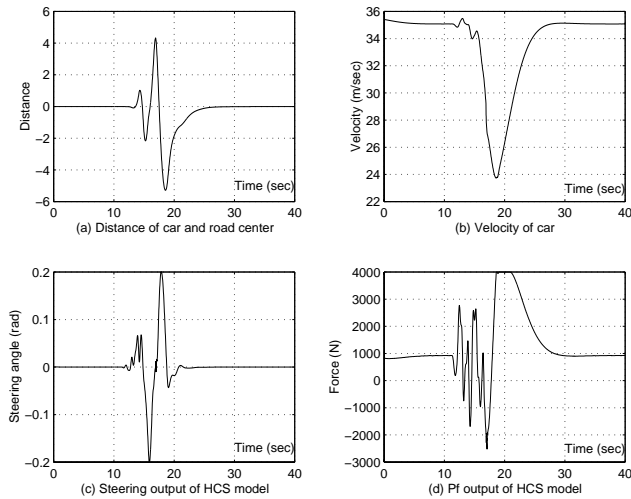 6
4
2
0
−2
−4
−6
Distance
Time (sec)
0 10 20 30 40
(a) Distance of car and road center
36
34
32
30
28
26
24
22
Velocity (m/sec)
Time (sec)
0 10 20 30 40
(b) Velocity of car
0.2
0.1
0
−0.1
−0.2
Steering angle (rad)
Time (sec)
0 10 20 30 40
(c) Steering output of HCS model
4000
3000
2000
1000
0
−1000
−2000
−3000
Force (N)
Time (sec)
0 10 20 30 40
(d) Pf output of HCS model